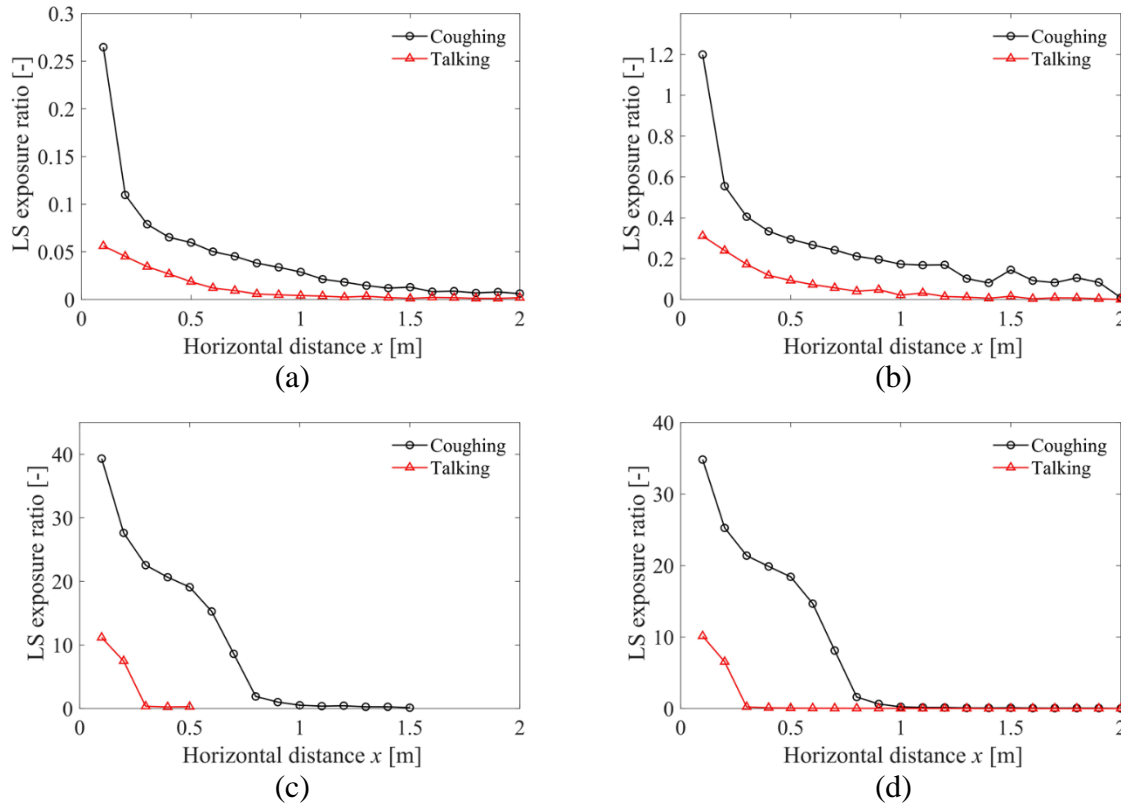 0.3
0.25
0.2
0.15
0.1
0.05
0
LS exposure ratio [-]
Coughing
Talking
0 0.5 1 1.5 2
Horizontal distance x [m]
(a)
1.2
1
0.8
0.6
0.4
0.2
0
LS exposure ratio [-]
Coughing
Talking
0 0.5 1 1.5 2
Horizontal distance x [m]
(b)
40
30
20
10
0
LS exposure ratio [-]
Coughing
Talking
0 0.5 1 1.5 2
Horizontal distance x [m]
(c)
40
30
20
10
0
LS exposure ratio [-]
Coughing
Talking
0 0.5 1 1.5 2
Horizontal distance x [m]
(d)